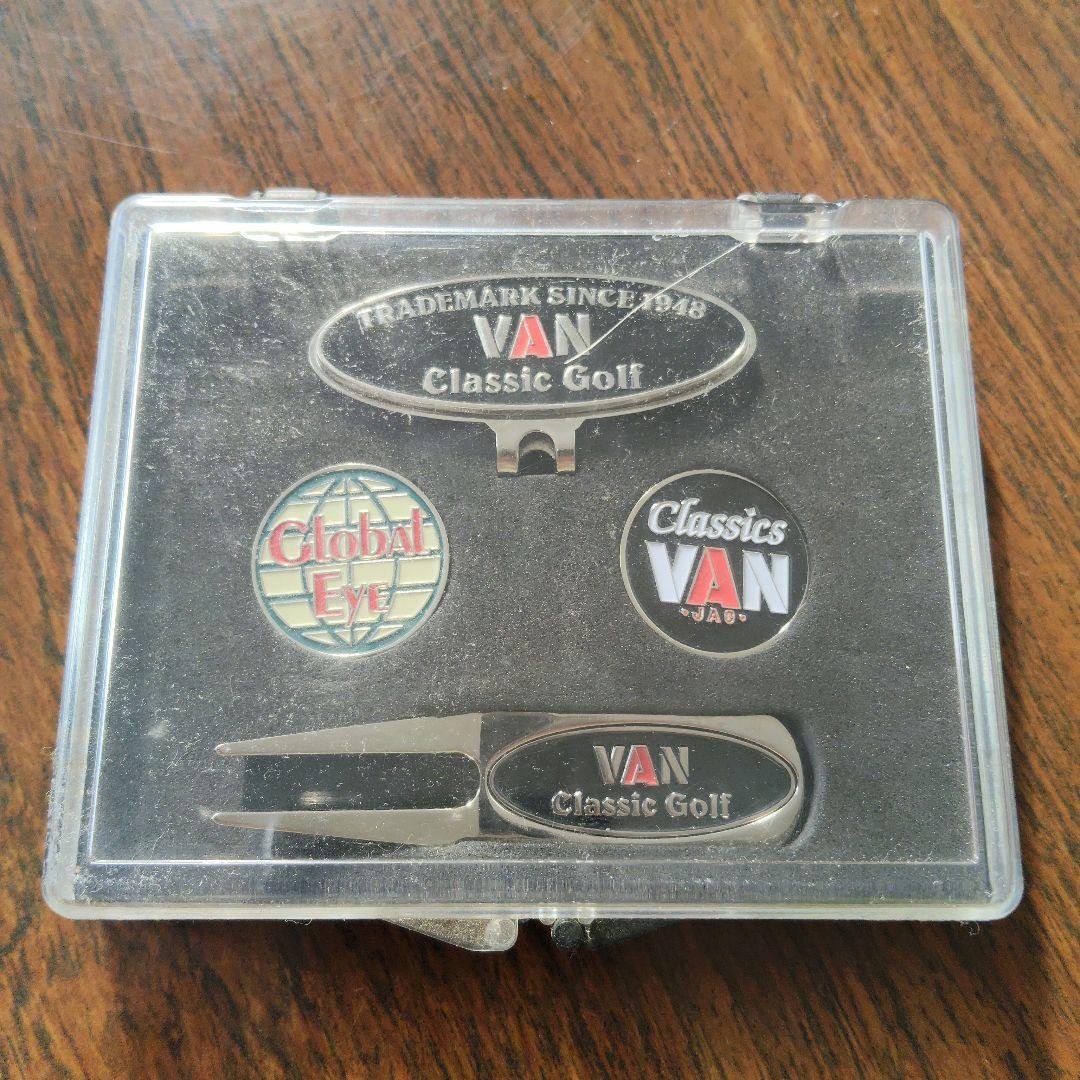 TRADEMARK SINCE 1948
VAN
Classic Golf
Global
Eye
Classics
VAN
•JAC•
VAN
Classic Golf